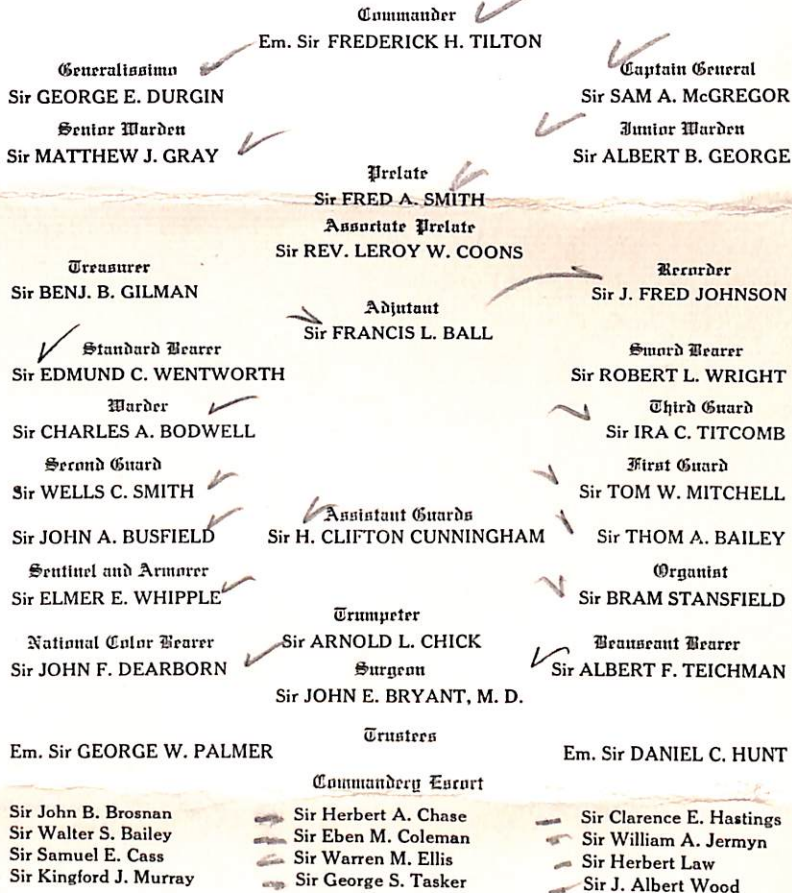 Commander
Em. Sir FREDERICK H. TILTON
Generalissimo
Captain General
Sir GEORGE E. DURGIN
Sir SAM A. McGREGOR
Senior Warden
Junior Warden
Sir MATTHEW J. GRAY
Sir ALBERT B. GEORGE
Prelate
Sir FRED A. SMITH
Associate Prelate
Sir REV. LEROY W. COONS
Treasurer
Recorder
Sir BENJ. B. GILMAN
Sir J. FRED JOHNSON
Adjutant
Sir FRANCIS L. BALL
Standard Bearer
Sword Bearer
Sir EDMUND C. WENTWORTH
Sir ROBERT L. WRIGHT
Warder
Third Guard
Sir CHARLES A. BODWELL
Sir IRA C. TITCOMB
Second Guard
First Guard
Sir WELLS C. SMITH
Sir TOM W. MITCHELL
Assistant Guards
Sir JOHN A. BUSFIELD
Sir H. CLIFTON CUNNINGHAM
Sir THOM A. BAILEY
Sentinel and Armorer
Organist
Sir ELMER E. WHIPPLE
Sir BRAM STANSFIELD
Trumpeter
Sir ARNOLD L. CHICK
National Color Bearer
Beauseant Bearer
Sir JOHN F. DEARBORN
Sir ALBERT F. TEICHMAN
Surgeon
Sir JOHN E. BRYANT, M. D.
Trustees
Em. Sir GEORGE W. PALMER
Em. Sir DANIEL C. HUNT
Commandery Escort
Sir John B. Brosnan
Sir Walter S. Bailey
Sir Samuel E. Cass
Sir Kingford J. Murray
Sir Herbert A. Chase
Sir Eben M. Coleman
Sir Warren M. Ellis
Sir George S. Tasker
Sir Clarence E. Hastings
Sir William A. Jermyn
Sir Herbert Law
Sir J. Albert Wood